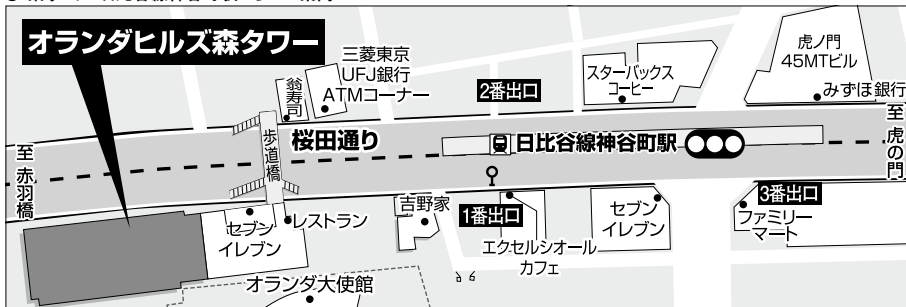 オランダヒルズ森タワー
三菱東京
UFJ銀行
ATMコーナー
翁寿司
2番出口
スターバックス
コーヒー
虎ノ門
45MTビル
みずほ銀行
至赤羽橋
歩道橋
桜田通り
日比谷線神谷町駅
至虎の門
セブン
イレブン
レストラン
吉野家
1番出口
エクセルシオール
カフェ
セブン
イレブン
3番出口
ファミリー
マート
オランダ大使館